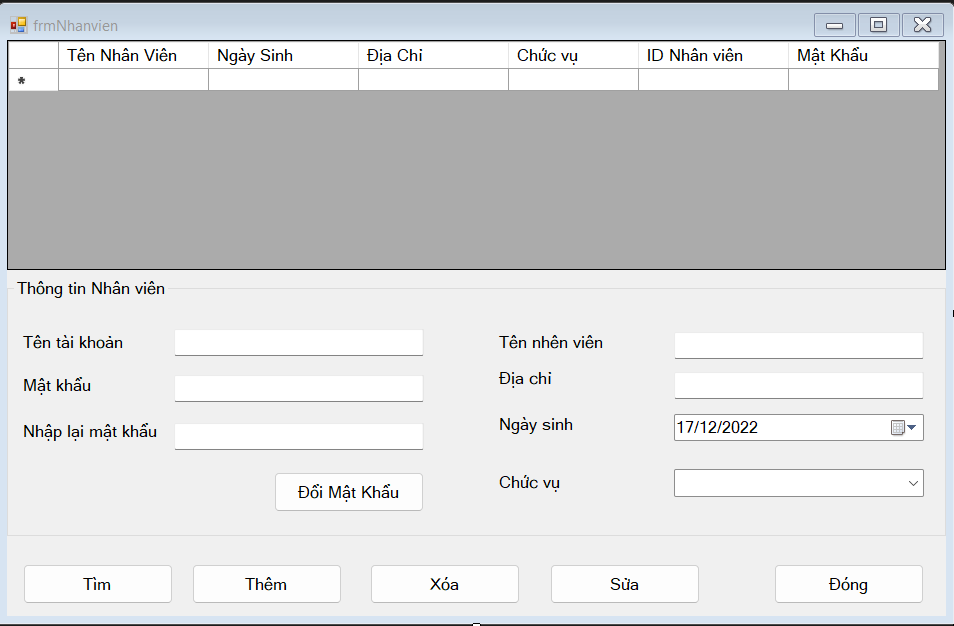 frmNhanvien
Tên Nhân Viên Ngày Sinh Địa Chỉ Chức vụ ID Nhân viên Mật Khẩu
*
Thông tin Nhân viên
Tên tài khoản
Mật khẩu
Nhập lại mật khẩu
Đổi Mật Khẩu
Tên nhên viên
Địa chỉ
Ngày sinh 17/12/2022
Chức vụ
Tìm Thêm Xóa Sửa Đóng